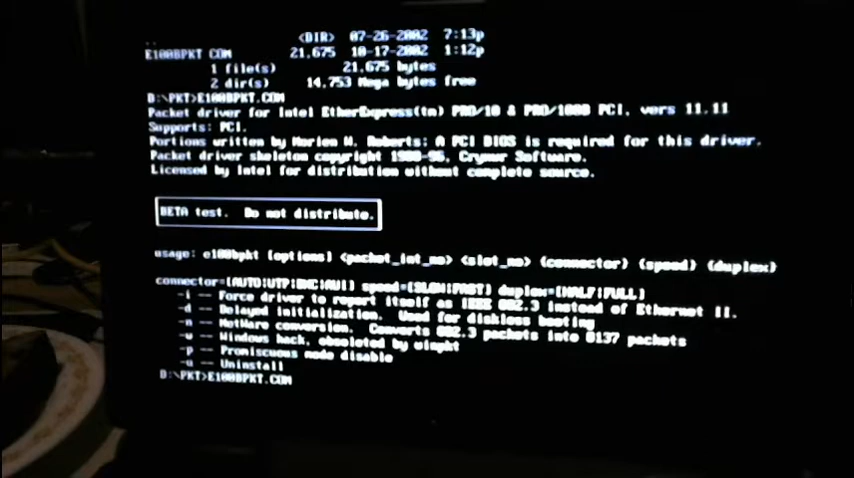 ..           <DIR>  07-26-2002  7:13p
E100BPKT COM        21,675 10-17-2002  1:12p
1 file(s)         21,675 bytes
2 dir(s)      14,753 Mega bytes free
D:\PKT>E100BPKT.COM
Packet driver for Intel EtherExpress(tm) PRO/10 & PRO/1000 PCI, vers 11.11
Supports: PCI.
Portions written by Marlen N. Roberts: A PCI BIOS is required for this driver.
Packet driver skeleton copyright 1988-96, Crynwr Software.
Licensed by Intel for distribution without complete source.
BETA test.  Do not distribute.
usage: e100bpkt [options] <packet_int_no> <slot_no> (connector) (speed) (duplex)
connector=[AUTO|UTP|BNC|AUI] speed=[SLOW|FAST] duplex=[HALF|FULL]
-i -- Force driver to report itself as IEEE 802.3 instead of Ethernet II.
-d -- Delayed initialization.  Used for diskless booting
-n -- NetWare conversion.  Converts 802.3 packets into 8137 packets
-w -- Windows hack, obsoleted by winpkt
-p -- Promiscuous mode disable
-u -- Uninstall
D:\PKT>E100BPKT.COM